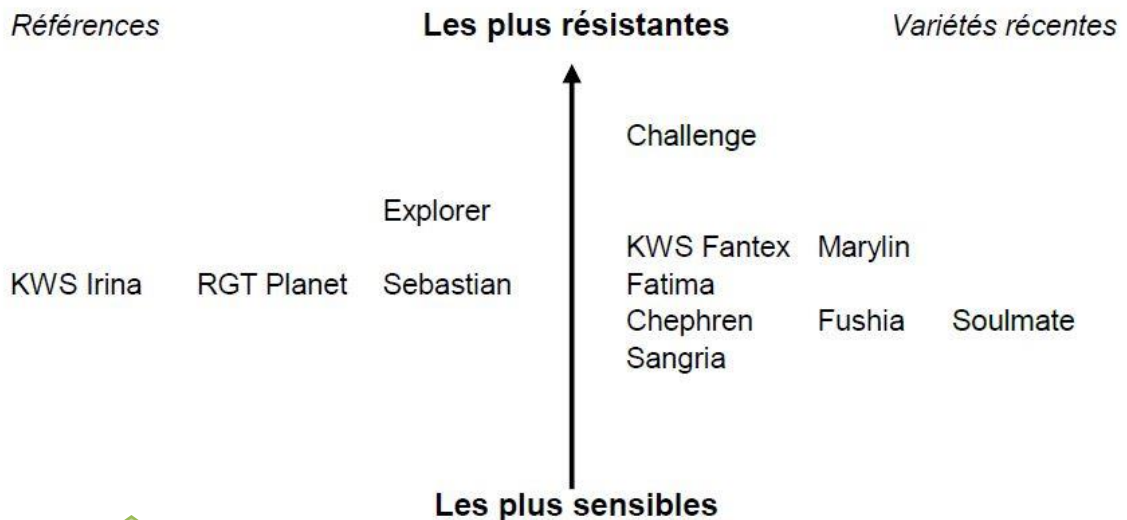 Références Les plus résistantes Variétés récentes
Challenge
Explorer
KWS Fantex Marylin
KWS Irina RGT Planet Sebastian Fatima
Chephren Fushia Soulmate
Sangria
Les plus sensibles